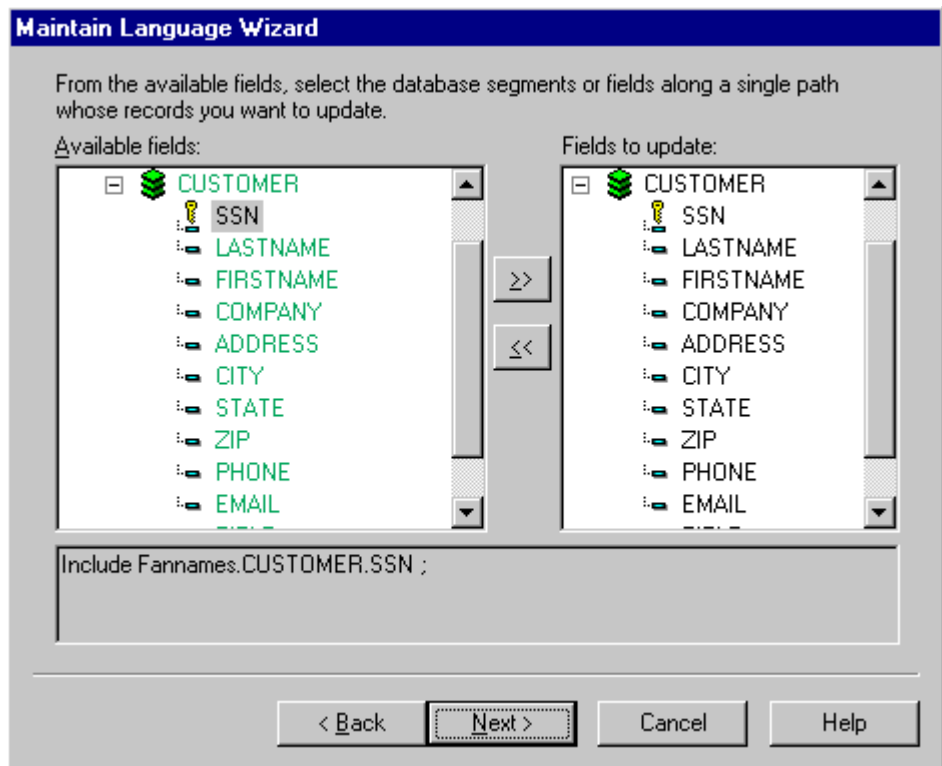 Maintain Language Wizard
From the available fields, select the database segments or fields along a single path
whose records you want to update.
Available fields:
CUSTOMER
SSN
LASTNAME
FIRSTNAME
COMPANY
ADDRESS
CITY
STATE
ZIP
PHONE
EMAIL
>>
<<
Fields to update:
CUSTOMER
SSN
LASTNAME
FIRSTNAME
COMPANY
ADDRESS
CITY
STATE
ZIP
PHONE
EMAIL
Include Fannames.CUSTOMER.SSN ;
< Back
Next >
Cancel
Help